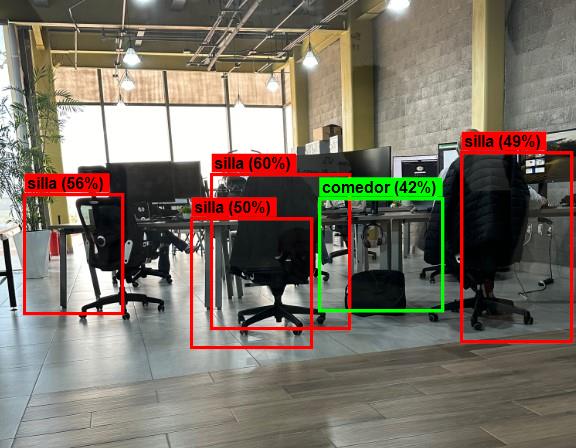 silla (49%)
silla (60%)
silla (56%)
comedor (42%)
silla (50%)